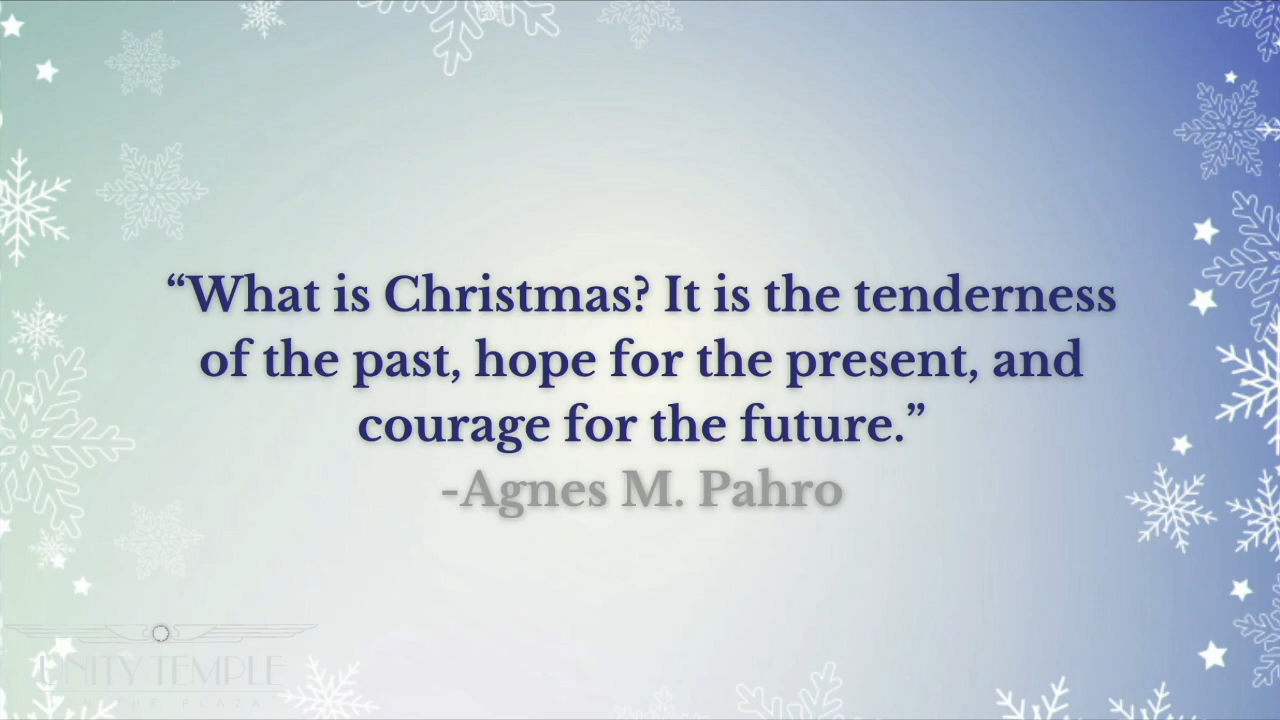 “What is Christmas? It is the tenderness
of the past, hope for the present, and
courage for the future.”
-Agnes M. Pahro
UNITY TEMPLE